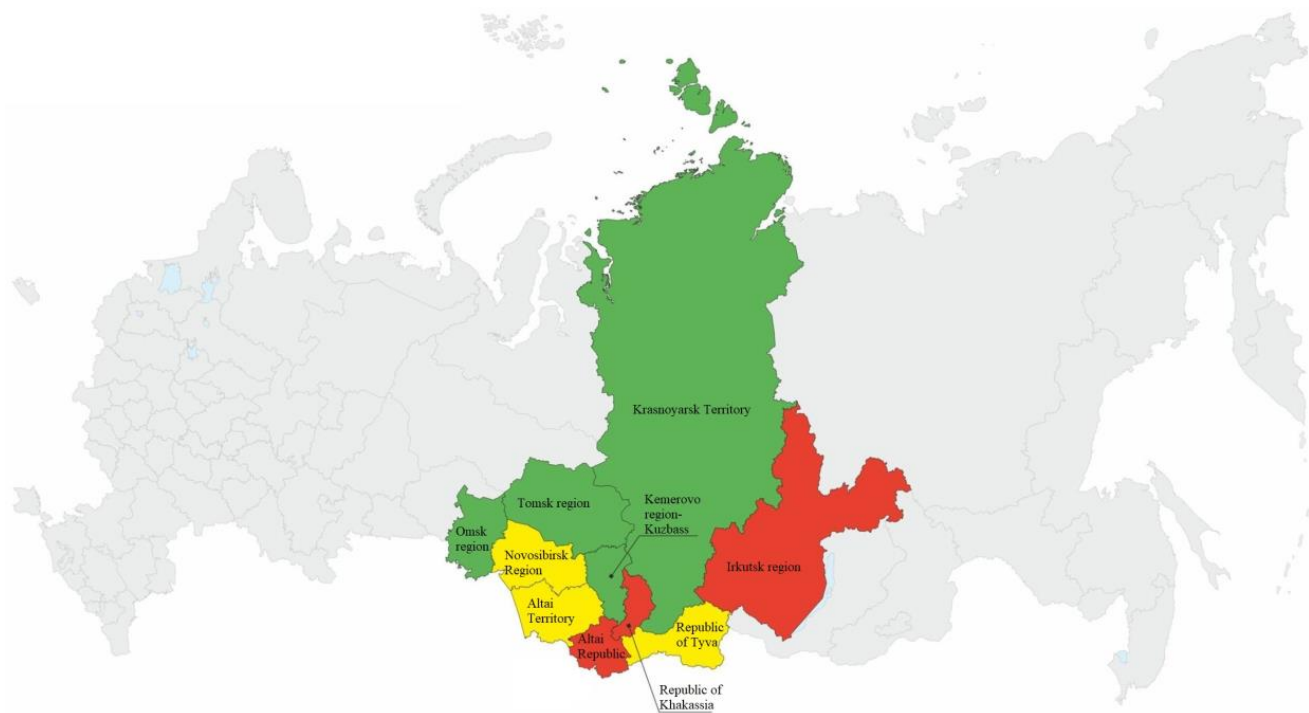 Krasnoyarsk Territory
Tomsk region
Kemerovo
region-
Kuzbass
Omsk
region
Novosibirsk
Region
Irkutsk region
Altai
Territory
Republic
of Tyva
Altai
Republic
Republic of
Khakassia